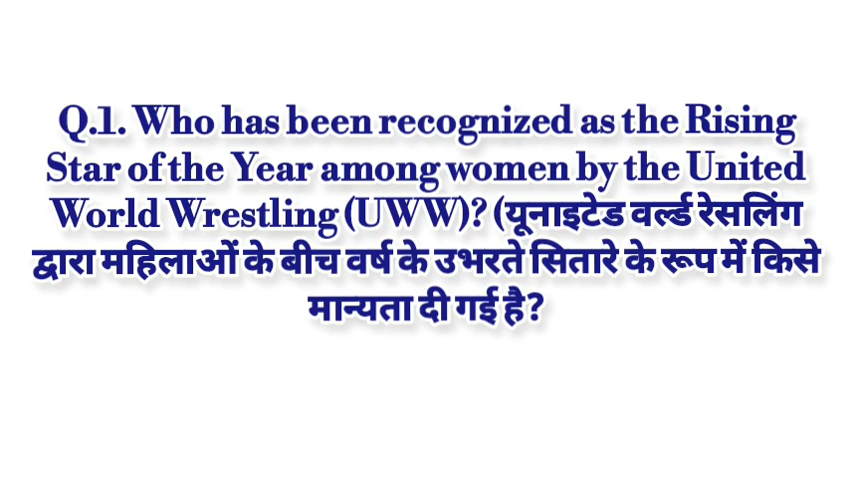 Q.1. Who has been recognized as the Rising
Star of the Year among women by the United
World Wrestling (UWW)? (यूनाइटेड वर्ल्ड रेसलिंग
द्वारा महिलाओं के बीच वर्ष के उभरते सितारे के रूप में किसे
मान्यता दी गई है?